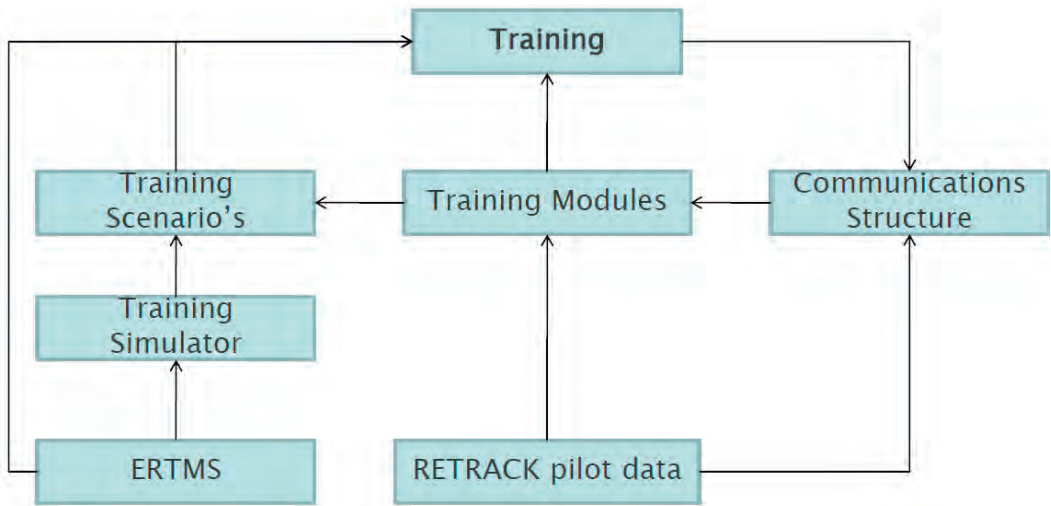 Training
Training
Scenario's
Training Modules
Communications
Structure
Training
Simulator
ERTMS
RETRACK pilot data